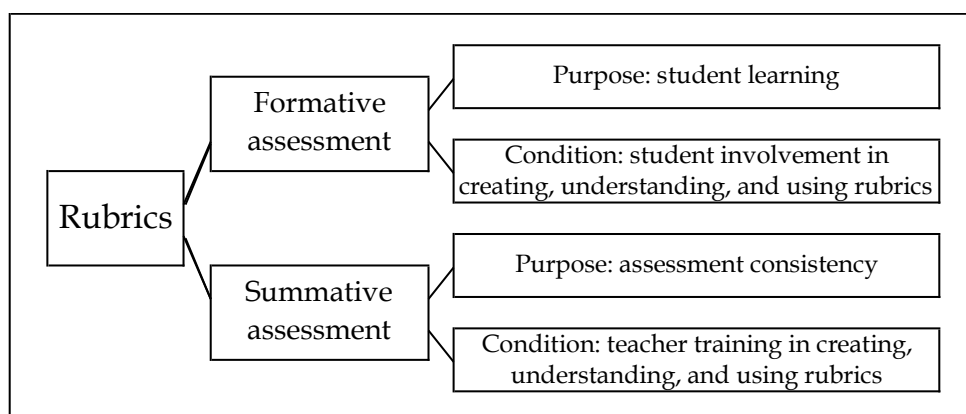 Rubrics
Formative
assessment
Purpose: student learning
Condition: student involvement in
creating, understanding, and using rubrics
Summative
assessment
Purpose: assessment consistency
Condition: teacher training in creating,
understanding, and using rubrics